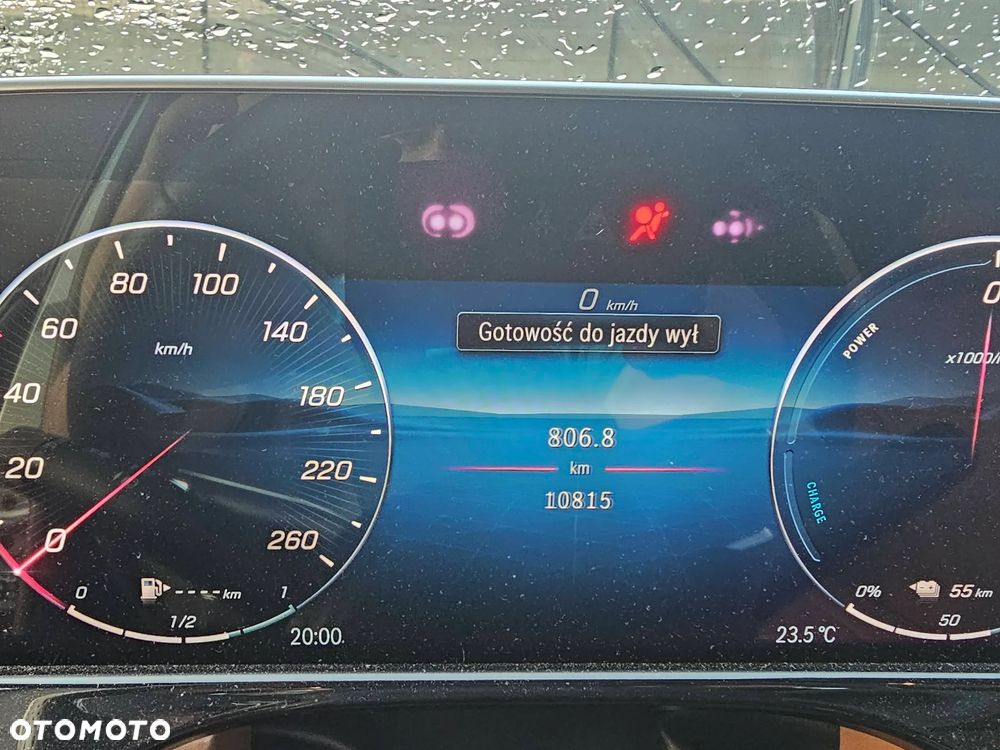 80
100
60
140
km/h
40
180
20
220
0
260
0
---- km
1
1/2
20:00
0 km/h
Gotowość do jazdy wył
806.8
km
10815
0
POWER
x1000/
CHARGE
0%
55 km
50
23.5 °C
OTOMOTO